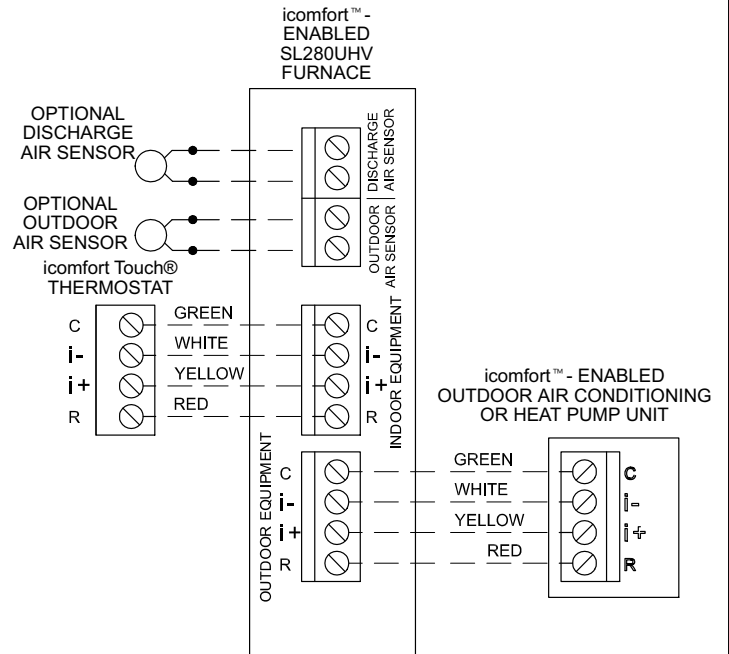 icomfort™-
ENABLED
SL280UHV
FURNACE
OPTIONAL
DISCHARGE
AIR SENSOR
DISCHARGE
AIR SENSOR
OPTIONAL
OUTDOOR
AIR SENSOR
OUTDOOR
AIR SENSOR
icomfort Touch®
THERMOSTAT
C GREEN C
i- WHITE i-
i+ YELLOW i+
R RED R
INDOOR EQUIPMENT
icomfort™- ENABLED
OUTDOOR AIR CONDITIONING
OR HEAT PUMP UNIT
OUTDOOR EQUIPMENT
C GREEN C
i- WHITE i-
i+ YELLOW i+
R RED R